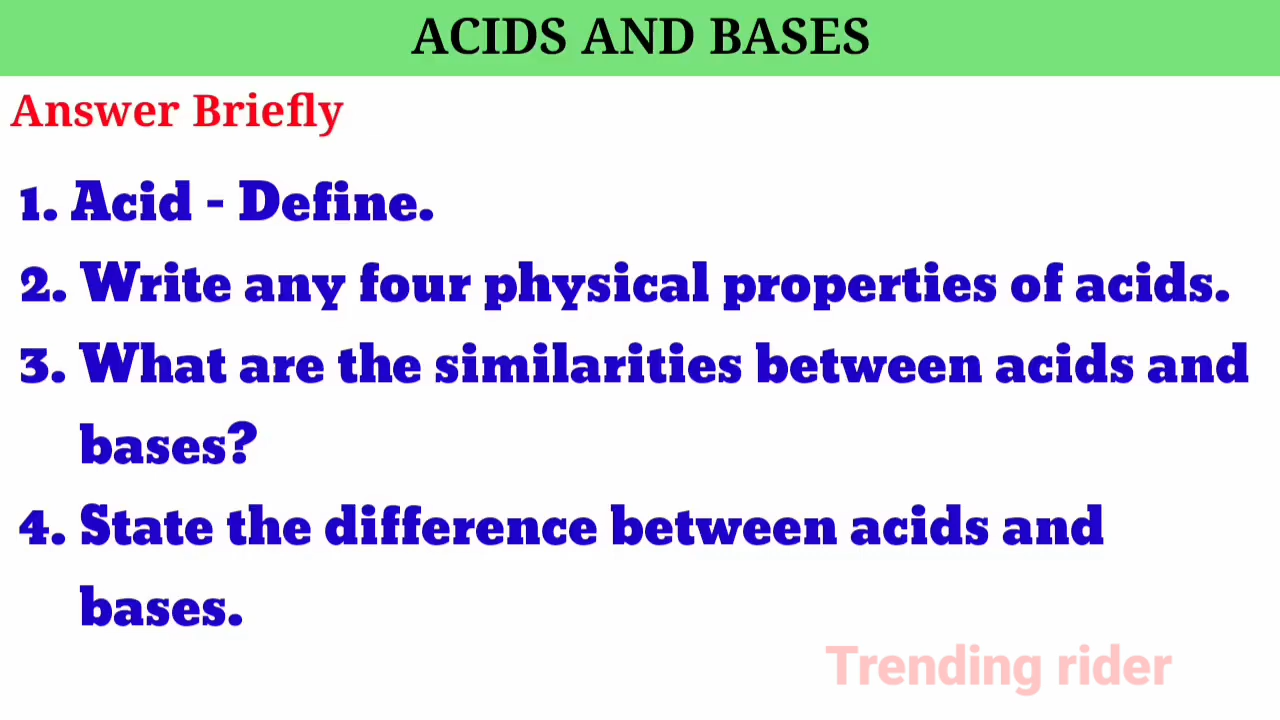 ACIDS AND BASES
Answer Briefly
1. Acid - Define.
2. Write any four physical properties of acids.
3. What are the similarities between acids and
bases?
4. State the difference between acids and
bases.
Trending rider